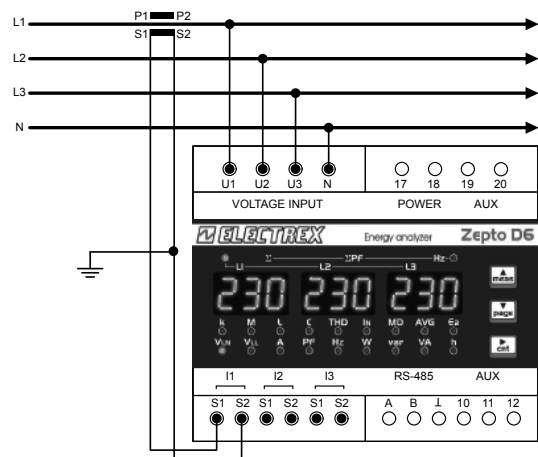 P1 P2
L1
S1 S2
L2
L3
N
U1 U2 U3 N 17 18 19 20
VOLTAGE INPUT POWER AUX
ELECTREX Energy analyzer Zepto D6
Σ ΣPF Hz
L1 L2 L3
230 230 230
meas
page
cnt
k M L C THD IN MD AVG Ea
VLN VLL A PF Hz W var VA h
I1 I2 I3 RS-485 AUX
S1 S2 S1 S2 S1 S2 A B ⊥ 10 11 12